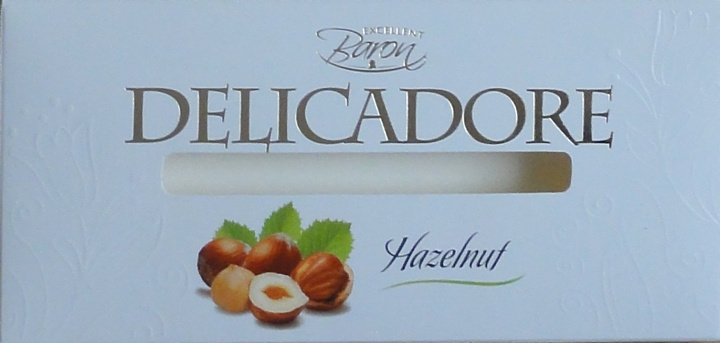 EXCELLENT
Baron
DELICADORE
Hazelnut